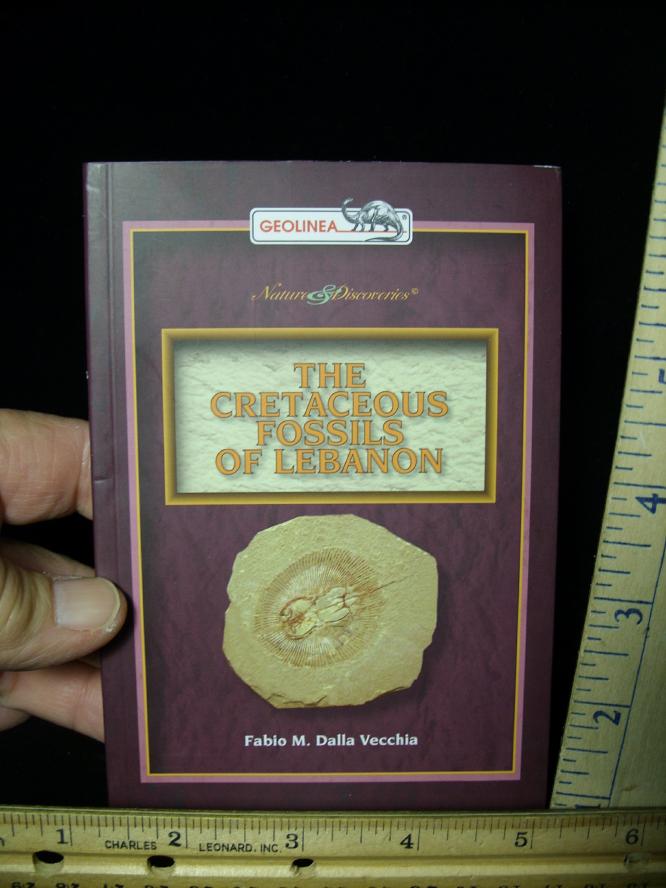 GEOLINEA ®
Nature & Discoveries ©
THE
CRETACEOUS
FOSSILS
OF LEBANON
Fabio M. Dalla Vecchia
5
4
3
2
1 2 3 4 5 6
CHARLES LEONARD, INC.